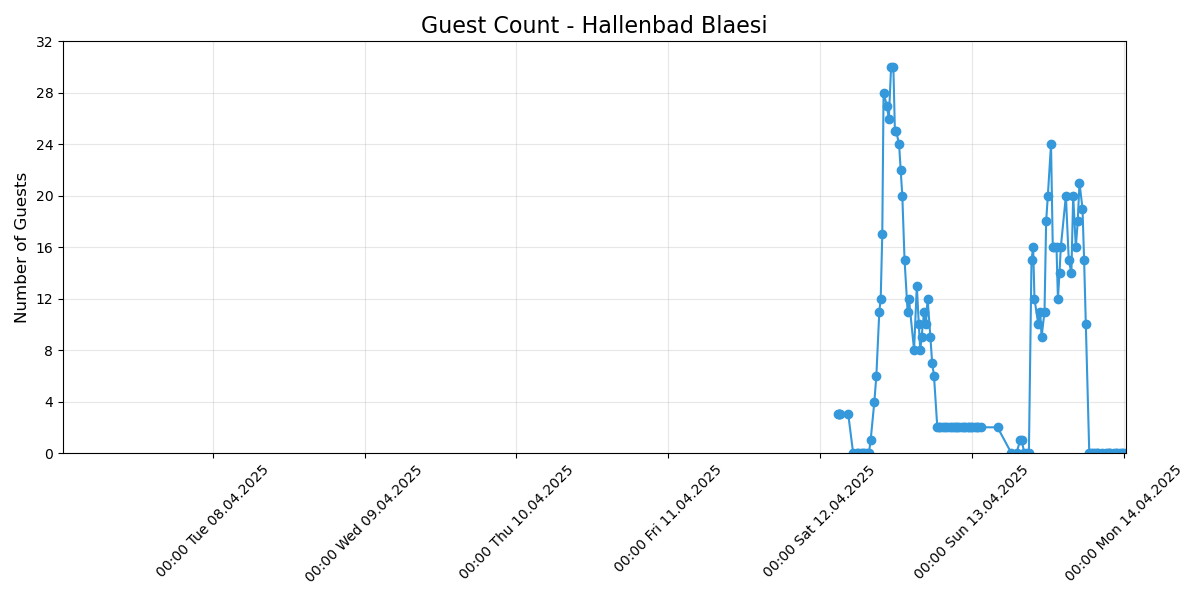 Guest Count - Hallenbad Blaesi
Number of Guests
32
28
24
20
16
12
8
4
0
00:00 Tue 08.04.2025
00:00 Wed 09.04.2025
00:00 Thu 10.04.2025
00:00 Fri 11.04.2025
00:00 Sat 12.04.2025
00:00 Sun 13.04.2025
00:00 Mon 14.04.2025